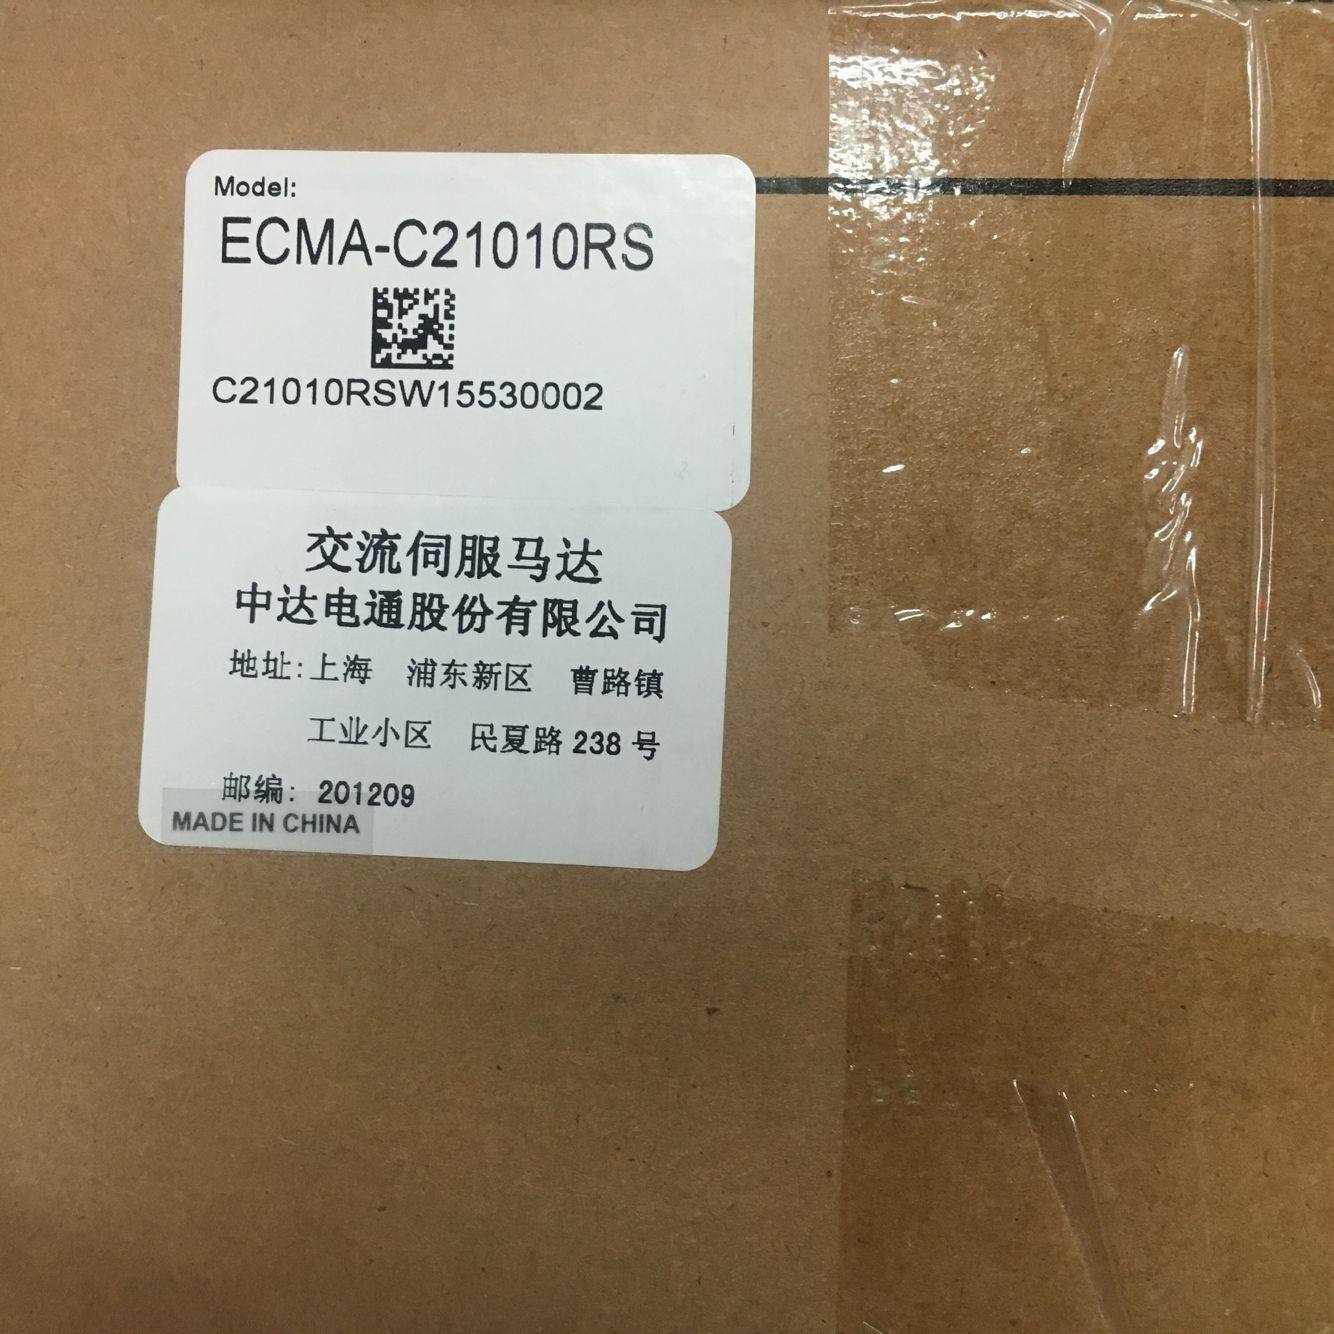 Model:
ECMA-C21010RS
C21010RSW15530002
交流伺服马达
中达电通股份有限公司
地址:上海 浦东新区 曹路镇
工业小区 民夏路 238 号
邮编: 201209
MADE IN CHINA